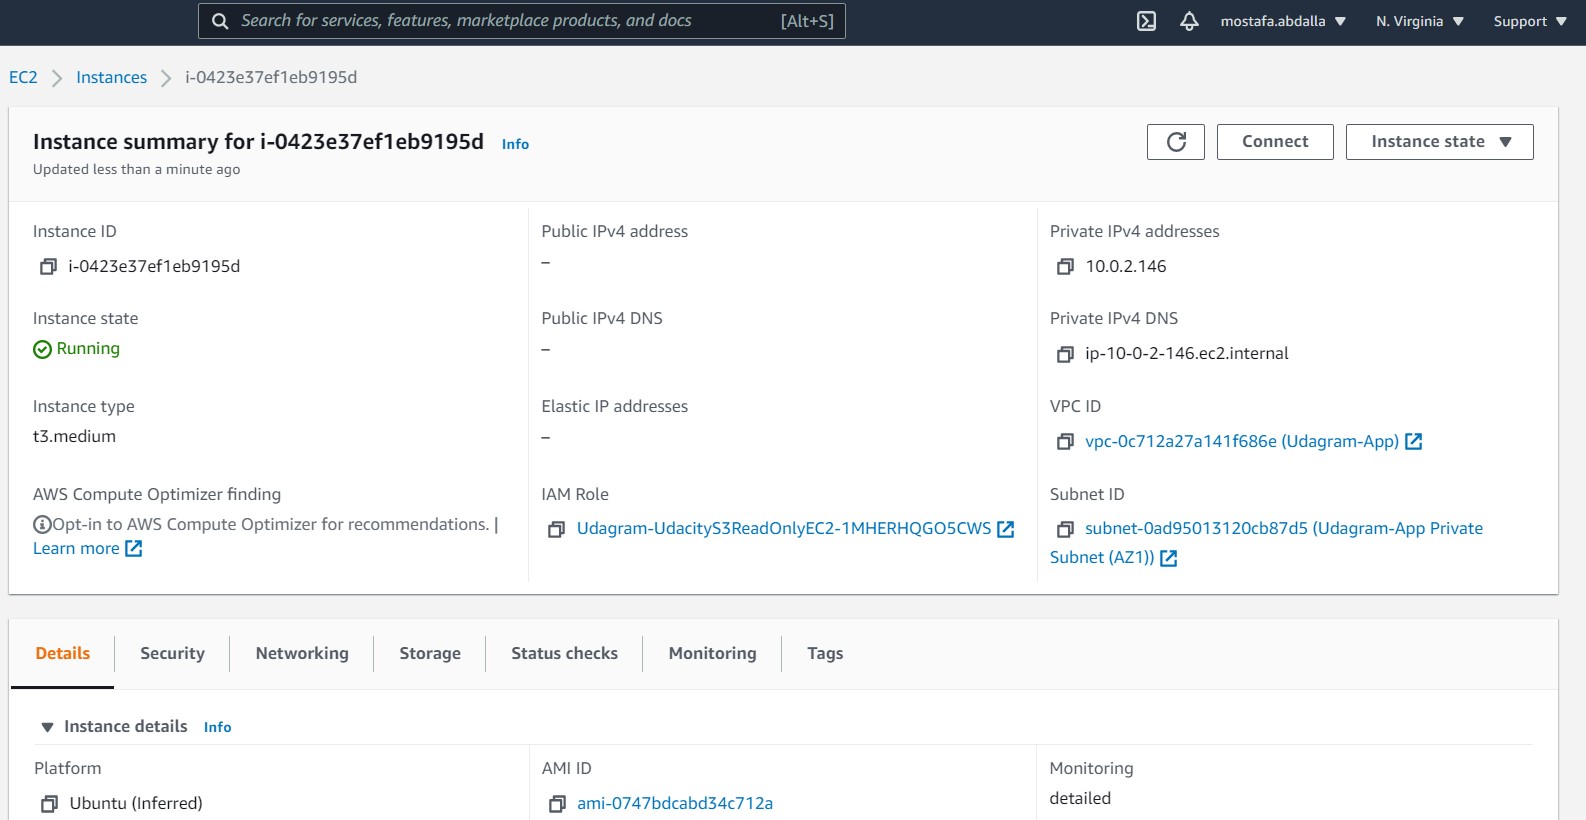 Search for services, features, marketplace products, and docs [Alt+S] mostafa.abdalla N. Virginia Support
EC2 Instances i-0423e37ef1eb9195d
Instance summary for i-0423e37ef1eb9195d Info
Updated less than a minute ago
Connect
Instance state
Instance ID
i-0423e37ef1eb9195d
Public IPv4 address
–
Private IPv4 addresses
10.0.2.146
Instance state
Running
Public IPv4 DNS
–
Private IPv4 DNS
ip-10-0-2-146.ec2.internal
Instance type
t3.medium
Elastic IP addresses
–
VPC ID
vpc-0c712a27a141f686e (Udagram-App)
AWS Compute Optimizer finding
Opt-in to AWS Compute Optimizer for recommendations. |
Learn more
IAM Role
Udagram-UdacityS3ReadOnlyEC2-1MHERHQGO5CWS
Subnet ID
subnet-0ad95013120cb87d5 (Udagram-App Private
Subnet (AZ1))
Details Security Networking Storage Status checks Monitoring Tags
Instance details Info
Platform
Ubuntu (Inferred)
AMI ID
ami-0747bdcabd34c712a
Monitoring
detailed